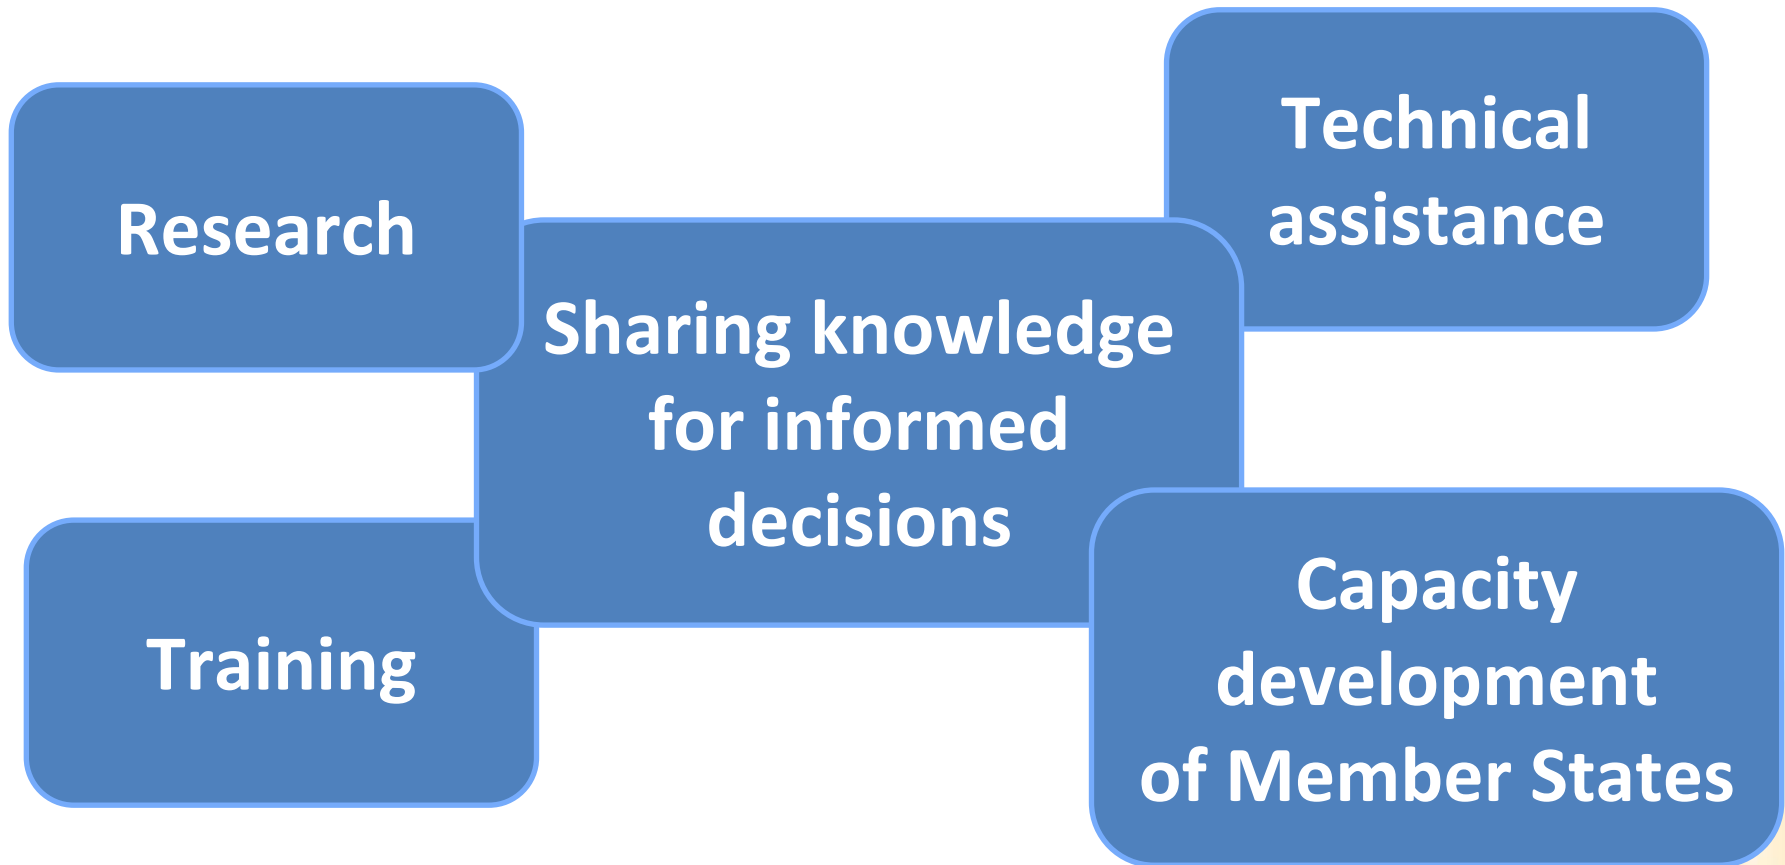 Research
Technical
assistance
Sharing knowledge
for informed
decisions
Training
Capacity
development
of Member States